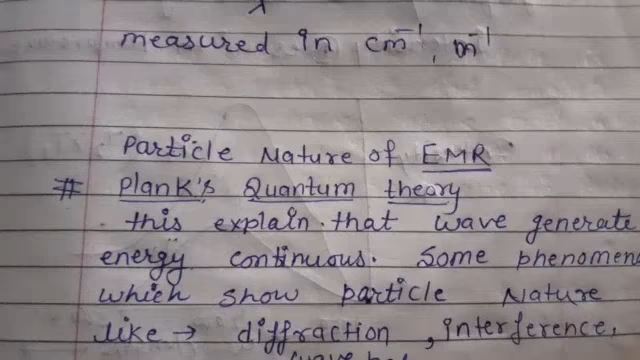 λ
measured in cm⁻¹, m⁻¹
Particle Nature of EMR
# Plank's Quantum theory
this explain that wave generate
energy continuous. Some phenomen
which show particle Nature
like → diffraction, interference.